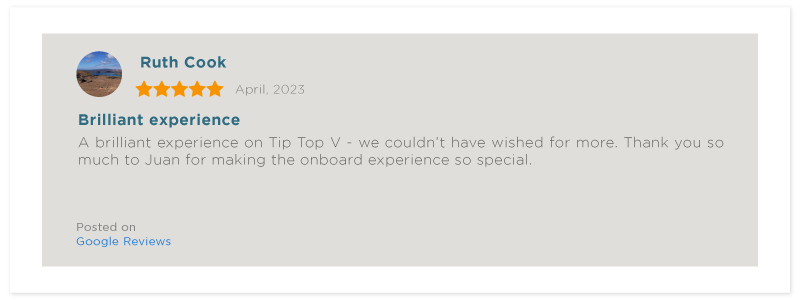 Ruth Cook
April, 2023
Brilliant experience
A brilliant experience on Tip Top V - we couldn't have wished for more. Thank you so
much to Juan for making the onboard experience so special.
Posted on
Google Reviews